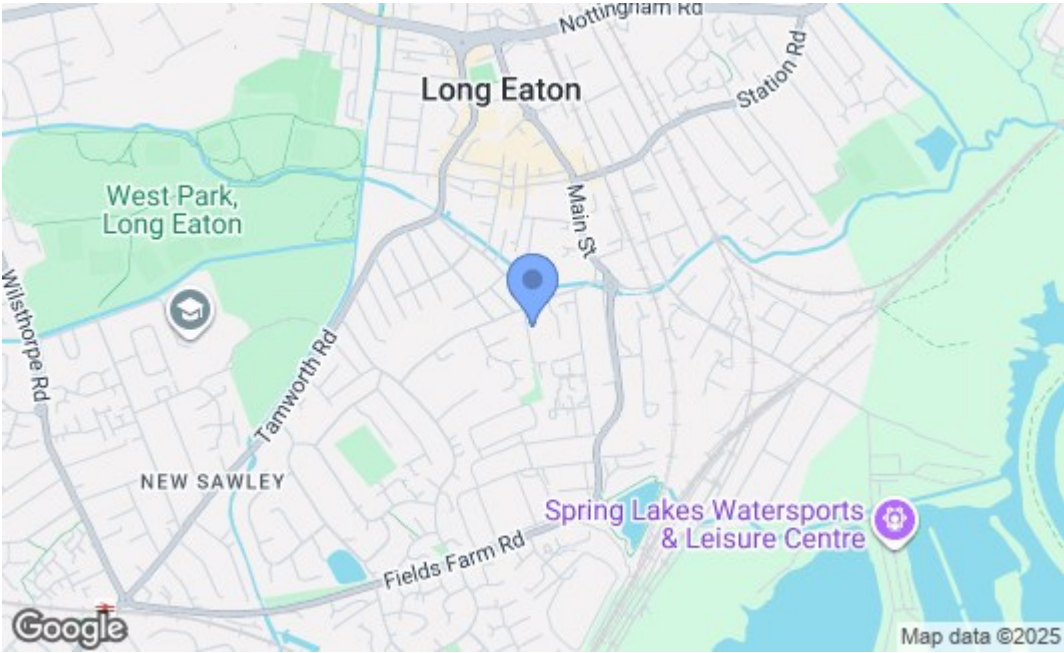 Nottingham Rd
Long Eaton
Station Rd
West Park,
Long Eaton
Main St
Wilsthorpe Rd
Tamworth Rd
NEW SAWLEY
Spring Lakes Watersports
& Leisure Centre
Fields Farm Rd
Google
Map data ©2025